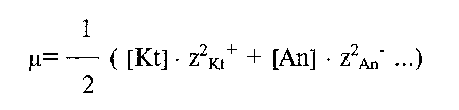 μ = 1/2 ( [Kt] · z²Kt⁺ + [An] · z²An⁻ ...)